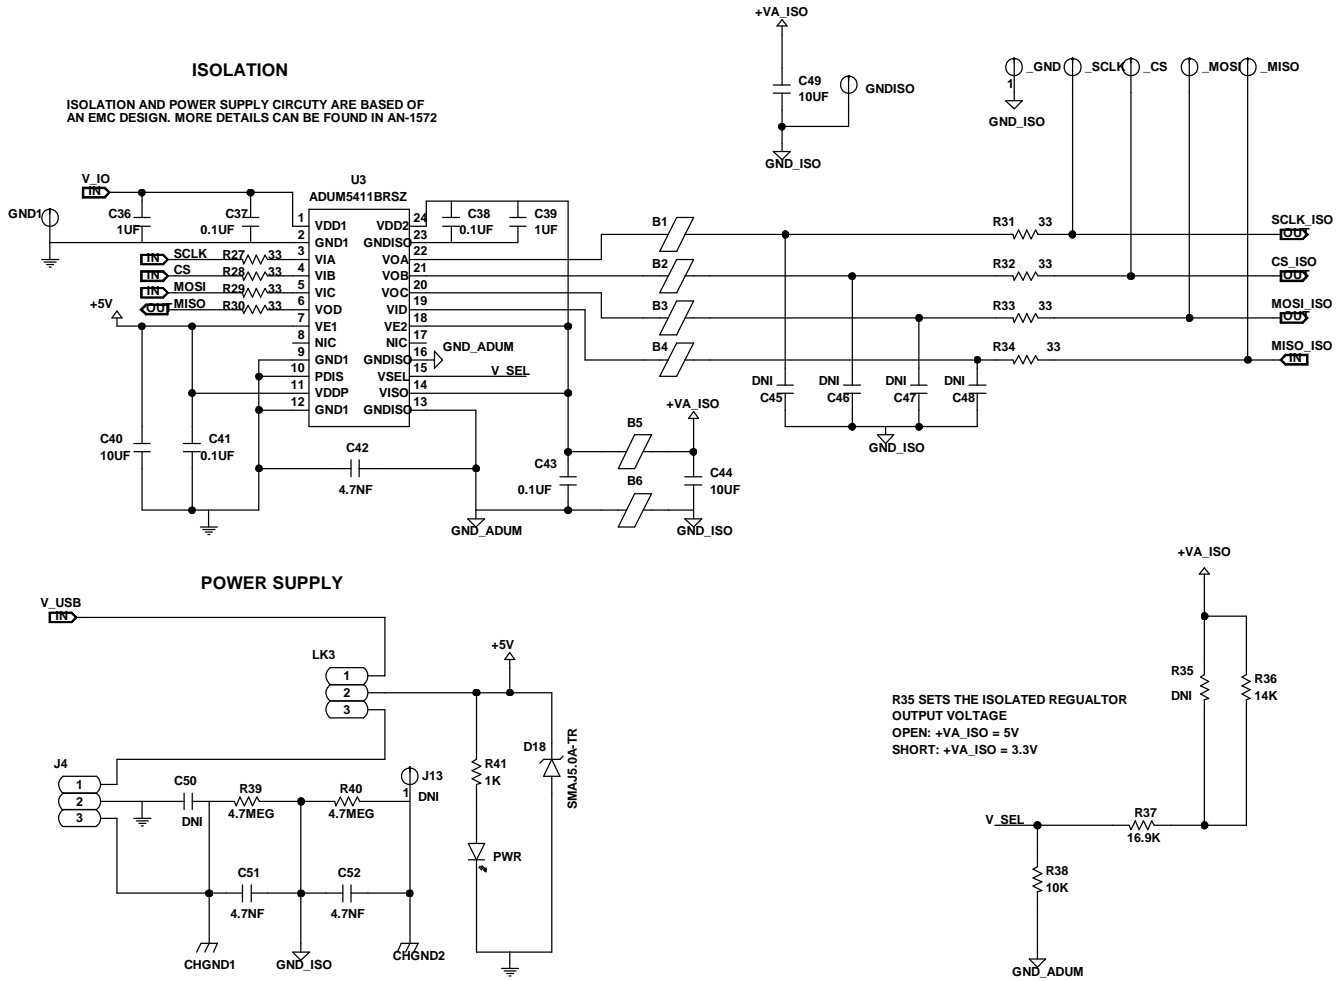 +VA_ISO
ISOLATION
ISOLATION AND POWER SUPPLY CIRCUTY ARE BASED OF
AN EMC DESIGN. MORE DETAILS CAN BE FOUND IN AN-1572
C49
10UF
GNDISO
GND_ISO
_GND
_SCLK
_CS
_MOSI
_MISO
1
GND_ISO
V_IO
IN
GND1
C36
1UF
C37
0.1UF
U3
ADUM5411BRSZ
1 VDD1
2 GND1
3 VIA
4 VIB
5 VIC
6 VOD
7 VE1
8 NIC
9 GND1
10 PDIS
11 VDDP
12 GND1
VDD2 24
GNDISO 23
VOA 22
VOB 21
VOC 20
VID 19
VE2 18
NIC 17
GNDISO 16
VSEL 15
VISO 14
GNDISO 13
C38
0.1UF
C39
1UF
IN SCLK R27 33
IN CS R28 33
IN MOSI R29 33
OUT MISO R30 33
+5V
GND_ADUM
V_SEL
B1
B2
B3
B4
R31 33
R32 33
R33 33
R34 33
SCLK_ISO
OUT
CS_ISO
OUT
MOSI_ISO
OUT
MISO_ISO
IN
DNI
C45
DNI
C46
DNI
C47
DNI
C48
GND_ISO
C40
10UF
C41
0.1UF
C42
4.7NF
GND_ADUM
C43
0.1UF
B5
B6
+VA_ISO
C44
10UF
GND_ISO
POWER SUPPLY
V_USB
IN
LK3
1
2
3
+5V
J4
1
2
3
C50
DNI
R39
4.7MEG
R40
4.7MEG
J13
1
DNI
C51
4.7NF
C52
4.7NF
CHGND1
GND_ISO
CHGND2
R41
1K
PWR
D18
SMAJ5.0A-TR
+VA_ISO
R35
DNI
R36
14K
R35 SETS THE ISOLATED REGUALTOR
OUTPUT VOLTAGE
OPEN: +VA_ISO = 5V
SHORT: +VA_ISO = 3.3V
V_SEL
R37
16.9K
R38
10K
GND_ADUM